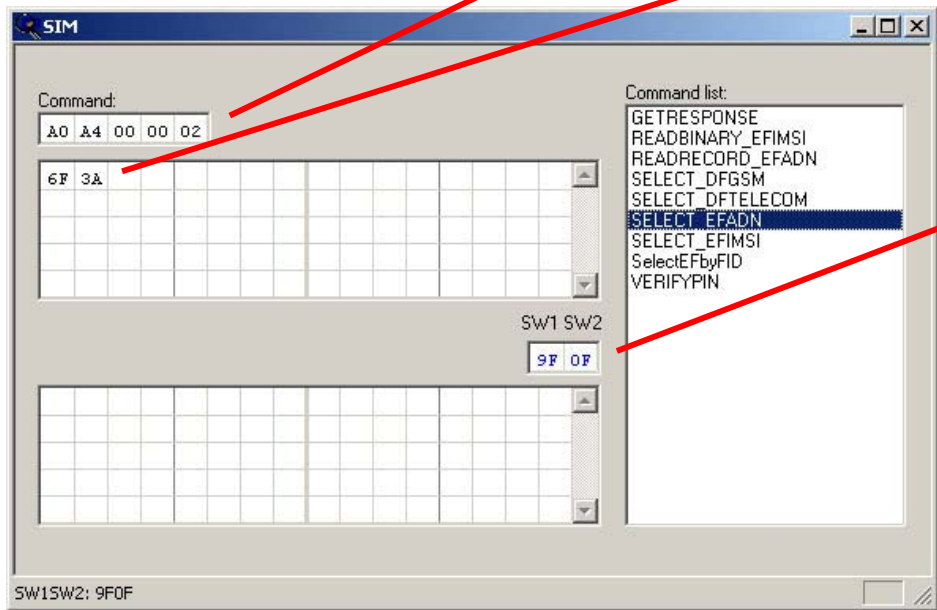 SIM
Command:
A0 A4 00 00 02
6F 3A
SW1 SW2
9F 0F
Command list:
GETRESPONSE
READBINARY_EFIMSI
READRECORD_EFADN
SELECT_DFGSM
SELECT_DFTELECOM
SELECT_EFADN
SELECT_EFIMSI
SelectEFbyFID
VERIFYPIN
SW1SW2: 9F0F